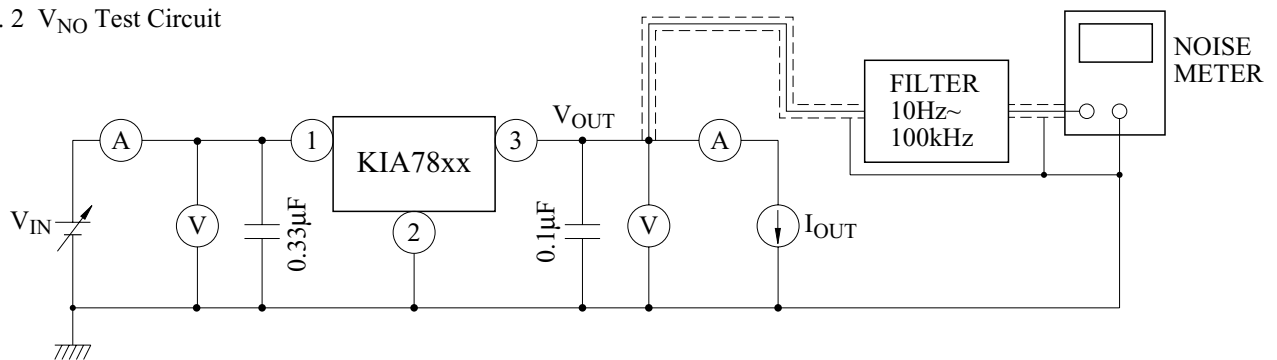 . 2 V_NO Test Circuit
NOISE
METER
FILTER
10Hz~
100kHz
V_OUT
A
1
KIA78xx
3
A
V_IN
V
0.33µF
2
0.1µF
V
I_OUT